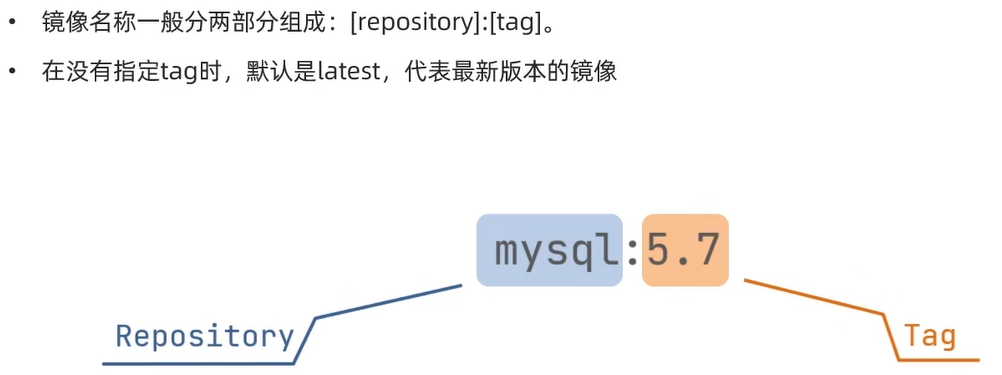 • 镜像名称一般分两部分组成：[repository]:[tag]。
• 在没有指定tag时，默认是latest，代表最新版本的镜像
mysql:5.7
Repository
Tag